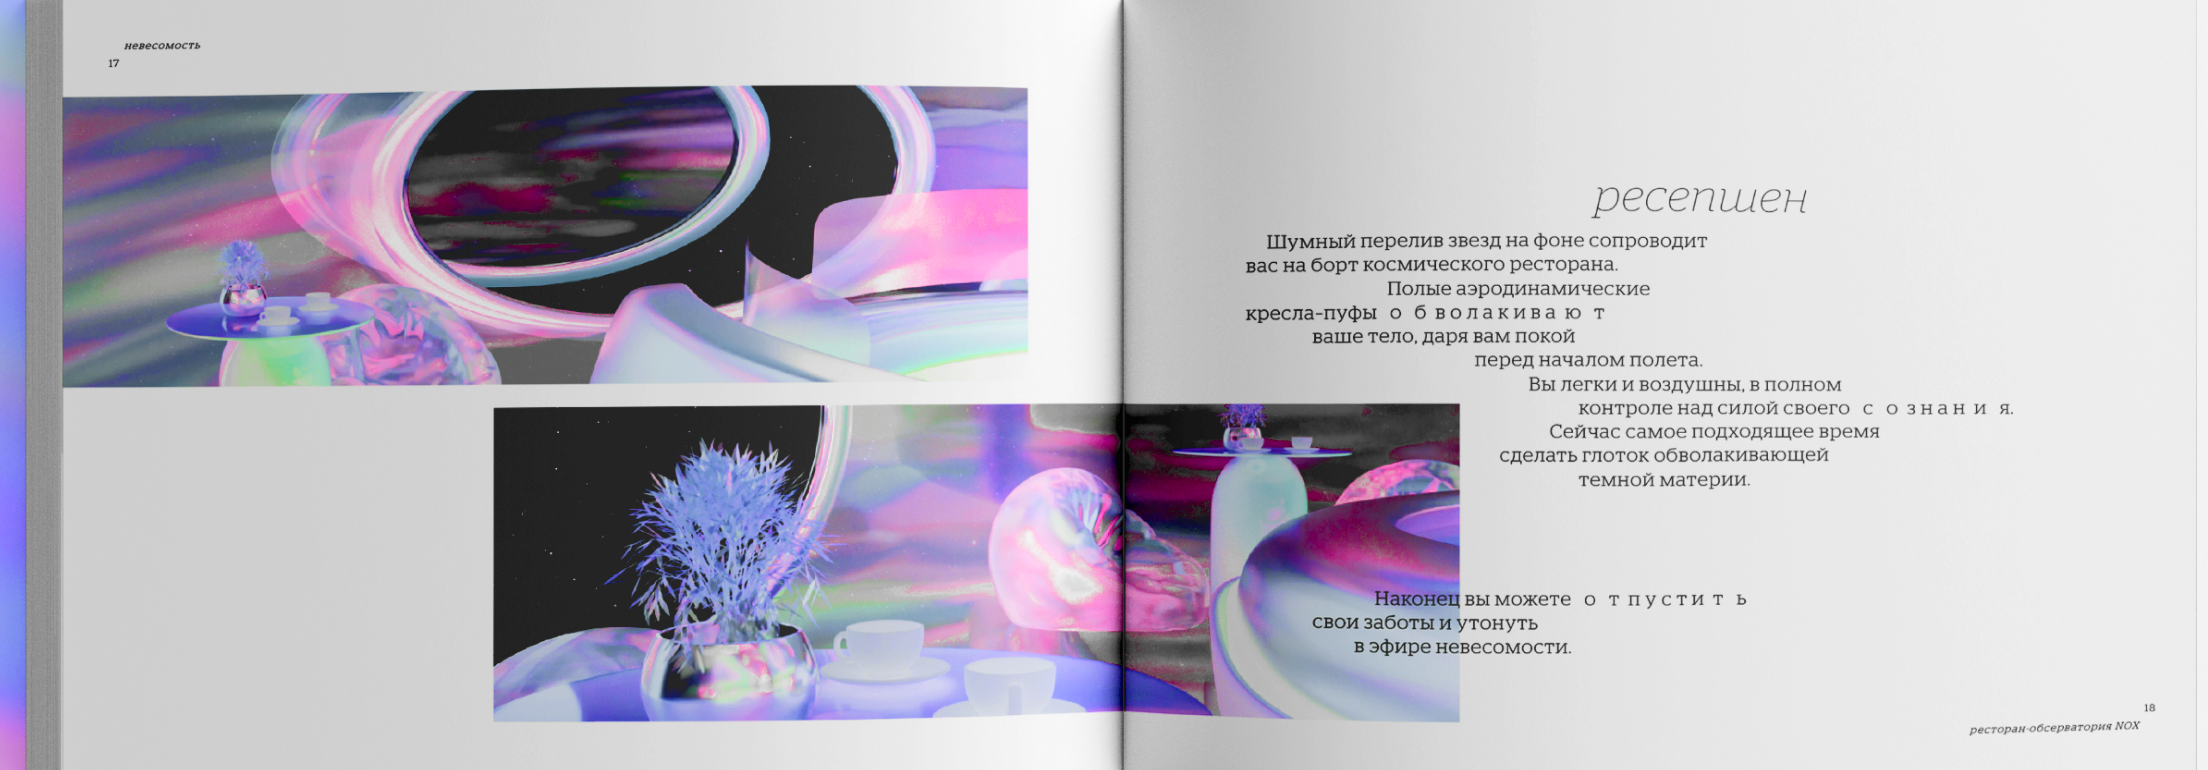 невесомость
17
ресепшен
Шумный перелив звезд на фоне сопроводит
вас на борт космического ресторана.
Полые аэродинамические
кресла-пуфы о б в о л а к и в а ю т
ваше тело, даря вам покой
перед началом полета.
Вы легки и воздушны, в полном
контроле над силой своего с о з н а н и я.
Сейчас самое подходящее время
сделать глоток обволакивающей
темной материи.
Наконец вы можете о т п у с т и т ь
свои заботы и утонуть
в эфире невесомости.
18
ресторан-обсерватория NOX